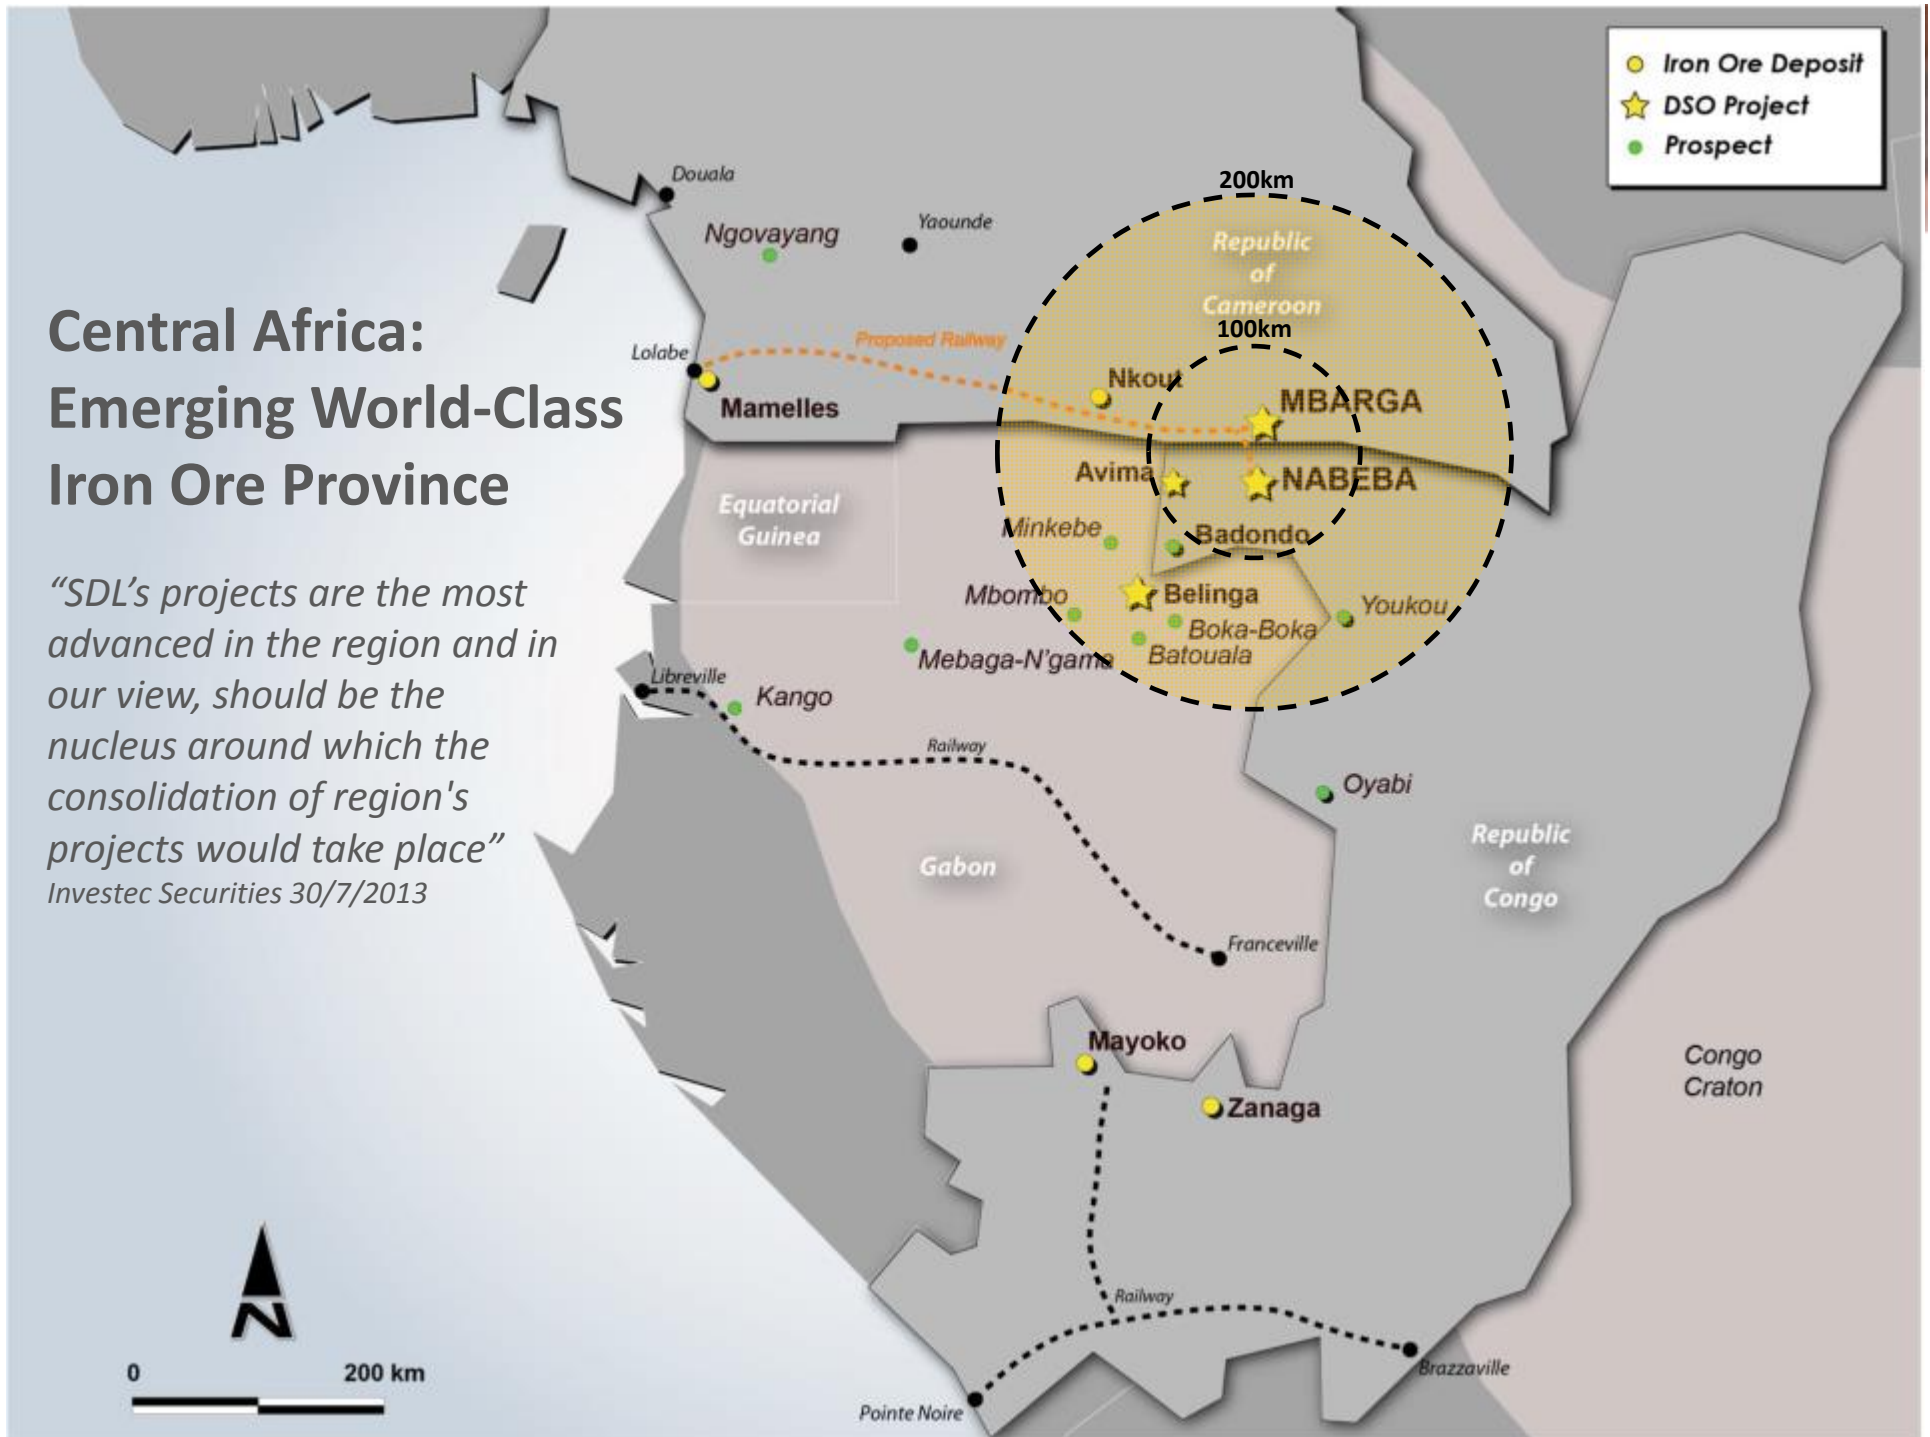 Central Africa:
Emerging World-Class
Iron Ore Province
“SDL’s projects are the most
advanced in the region and in
our view, should be the
nucleus around which the
consolidation of region's
projects would take place”
Investec Securities 30/7/2013
Iron Ore Deposit
DSO Project
Prospect
Douala
Ngovayang
Yaounde
200km
Republic
of
Cameroon
100km
Proposed Railway
Lolabe
Mamelles
Nkout
MBARGA
Avima
NABEBA
Equatorial
Guinea
Minkebe
Badondo
Mbombo
Belinga
Youkou
Boka-Boka
Batouala
Mebaga-N'gama
Libreville
Kango
Railway
Oyabi
Republic
of
Congo
Gabon
Franceville
Mayoko
Zanaga
Congo
Craton
Railway
Brazzaville
Pointe Noire
N
0 200 km